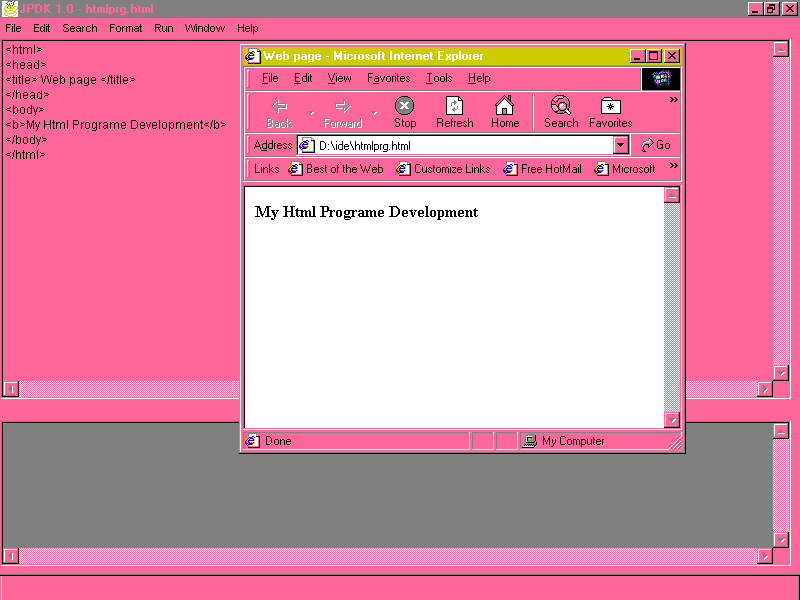 JPDK 1.0 - htmlprg.html
File Edit Search Format Run Window Help
<html>
<head>
<title> Web page </title>
</head>
<body>
<b>My Html Programe Development</b>
</body>
</html>
Web page - Microsoft Internet Explorer
File Edit View Favorites Tools Help
Back Forward Stop Refresh Home Search Favorites »
Address D:\ide\htmlprg.html Go
Links Best of the Web Customize Links Free HotMail Microsoft »
My Html Programe Development
Done My Computer